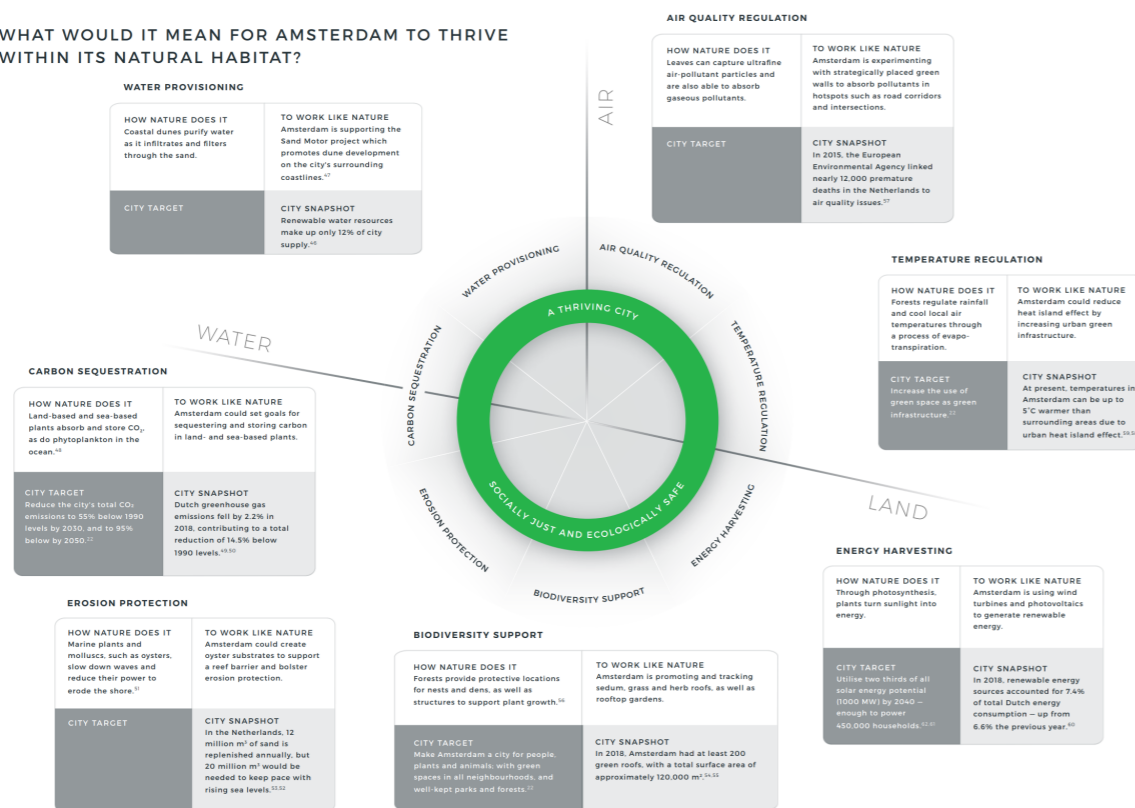 WHAT WOULD IT MEAN FOR AMSTERDAM TO THRIVE
WITHIN ITS NATURAL HABITAT?
WATER PROVISIONING
HOW NATURE DOES IT
Coastal dunes purify water
as it infiltrates and filters
through the sand.
TO WORK LIKE NATURE
Amsterdam is supporting the
Sand Motor project which
promotes dune development
on the city's surrounding
coastlines.47
CITY TARGET
CITY SNAPSHOT
Renewable water resources
make up only 12% of city
supply.46
AIR QUALITY REGULATION
HOW NATURE DOES IT
Leaves can capture ultrafine
air-pollutant particles and
are also able to absorb
gaseous pollutants.
TO WORK LIKE NATURE
Amsterdam is experimenting
with strategically placed green
walls to absorb pollutants in
hotspots such as road corridors
and intersections.
CITY TARGET
CITY SNAPSHOT
In 2015, the European
Environmental Agency linked
nearly 12,000 premature
deaths in the Netherlands to
air quality issues.57
TEMPERATURE REGULATION
HOW NATURE DOES IT
Forests regulate rainfall
and cool local air
temperatures through
a process of evapo-
transpiration.
TO WORK LIKE NATURE
Amsterdam could reduce
heat island effect by
increasing urban green
infrastructure.
CITY TARGET
Increase the use of
green space as green
infrastructure.
CITY SNAPSHOT
At present, temperatures in
Amsterdam can be up to
5˚C warmer than
surrounding areas due to
urban heat island effect.
CARBON SEQUESTRATION
HOW NATURE DOES IT
Land-based and sea-based
plants absorb and store CO₂,
as do phytoplankton in the
ocean.48
TO WORK LIKE NATURE
Amsterdam could set goals for
sequestering and storing carbon
in land- and sea-based plants.
CITY TARGET
Reduce the city's total CO₂
emissions to 55% below 1990
levels by 2030, and to 95%
below by 2050.22
CITY SNAPSHOT
Dutch greenhouse gas
emissions fell by 2.2% in
2018, contributing to a total
reduction of 14.5% below
1990 levels.49,50
AIR
WATER
LAND
WATER PROVISIONING
AIR QUALITY REGULATION
TEMPERATURE REGULATION
ENERGY HARVESTING
BIODIVERSITY SUPPORT
EROSION PROTECTION
CARBON SEQUESTRATION
A THRIVING CITY
SOCIALLY JUST AND ECOLOGICALLY SAFE
ENERGY HARVESTING
HOW NATURE DOES IT
Through photosynthesis,
plants turn sunlight into
energy.
TO WORK LIKE NATURE
Amsterdam is using wind
turbines and photovoltaics
to generate renewable
energy.
CITY TARGET
Utilise two thirds of all
solar energy potential
(1000 MW) by 2040 –
enough to power
450,000 households.
CITY SNAPSHOT
In 2018, renewable energy
sources accounted for 7.4%
of total Dutch energy
consumption – up from
6.6% the previous year.60
EROSION PROTECTION
HOW NATURE DOES IT
Marine plants and
molluscs, such as oysters,
slow down waves and
reduce their power to
erode the shore.51
TO WORK LIKE NATURE
Amsterdam could create
oyster substrates to support
a reef barrier and bolster
erosion protection.
CITY TARGET
CITY SNAPSHOT
In the Netherlands, 12
million m³ of sand is
replenished annually, but
20 million m³ would be
needed to keep pace with
rising sea levels.53,52
BIODIVERSITY SUPPORT
HOW NATURE DOES IT
Forests provide protective locations
for nests and dens, as well as
structures to support plant growth.56
TO WORK LIKE NATURE
Amsterdam is promoting and tracking
sedum, grass and herb roofs, as well as
rooftop gardens.
CITY TARGET
Make Amsterdam a city for people,
plants and animals; with green
spaces in all neighbourhoods, and
well-kept parks and forests.
CITY SNAPSHOT
In 2018, Amsterdam had at least 200
green roofs, with a total surface area of
approximately 120,000 m².54,55